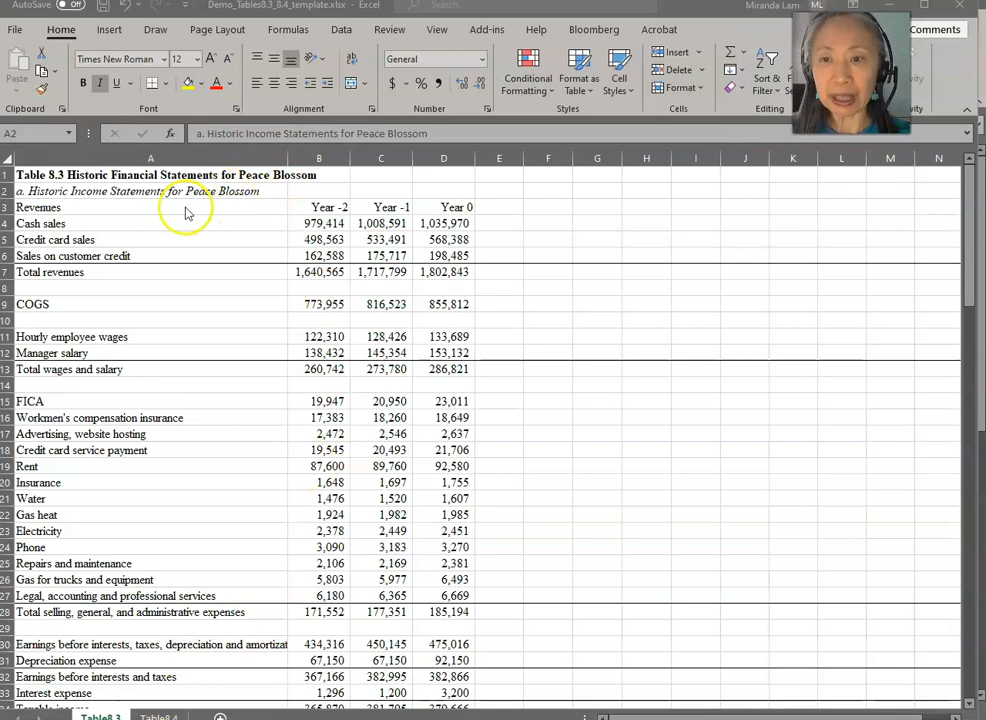 AutoSave Off Demo_Tables8.3_8.4_template.xlsx - Excel Search Miranda Lam ML
File Home Insert Draw Page Layout Formulas Data Review View Add-ins Help Bloomberg Acrobat Comments
Paste Times New Roman 12 A A General Conditional Formatting Format as Table Cell Styles Insert Delete Format Sort & Filter
B I U A $ % 9
Clipboard Font Alignment Number Styles Cells Editing
A2 fx a. Historic Income Statements for Peace Blossom
A B C D E F G H I J K L M N
1 Table 8.3 Historic Financial Statements for Peace Blossom
2 a. Historic Income Statements for Peace Blossom
3 Revenues Year -2 Year -1 Year 0
4 Cash sales 979,414 1,008,591 1,035,970
5 Credit card sales 498,563 533,491 568,388
6 Sales on customer credit 162,588 175,717 198,485
7 Total revenues 1,640,565 1,717,799 1,802,843
8
9 COGS 773,955 816,523 855,812
10
11 Hourly employee wages 122,310 128,426 133,689
12 Manager salary 138,432 145,354 153,132
13 Total wages and salary 260,742 273,780 286,821
14
15 FICA 19,947 20,950 23,011
16 Workmen's compensation insurance 17,383 18,260 18,649
17 Advertising, website hosting 2,472 2,546 2,637
18 Credit card service payment 19,545 20,493 21,706
19 Rent 87,600 89,760 92,580
20 Insurance 1,648 1,697 1,755
21 Water 1,476 1,520 1,607
22 Gas heat 1,924 1,982 1,985
23 Electricity 2,378 2,449 2,451
24 Phone 3,090 3,183 3,270
25 Repairs and maintenance 2,106 2,169 2,381
26 Gas for trucks and equipment 5,803 5,977 6,493
27 Legal, accounting and professional services 6,180 6,365 6,669
28 Total selling, general, and administrative expenses 171,552 177,351 185,194
29
30 Earnings before interests, taxes, depreciation and amortizat 434,316 450,145 475,016
31 Depreciation expense 67,150 67,150 92,150
32 Earnings before interests and taxes 367,166 382,995 382,866
33 Interest expense 1,296 1,200 3,200
Taxable income 365,870 381,795 379,666
Table8.3 Table8.4